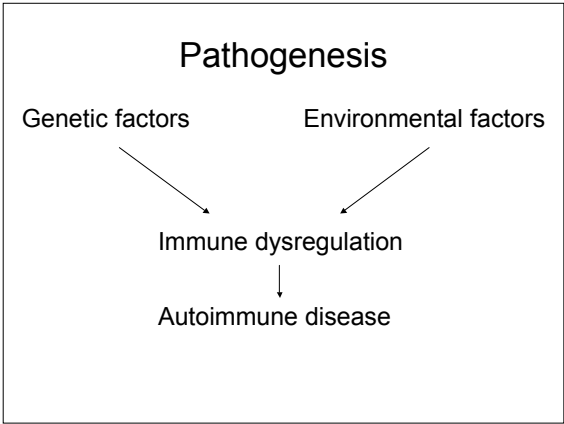 Pathogenesis
Genetic factors Environmental factors
Immune dysregulation
Autoimmune disease